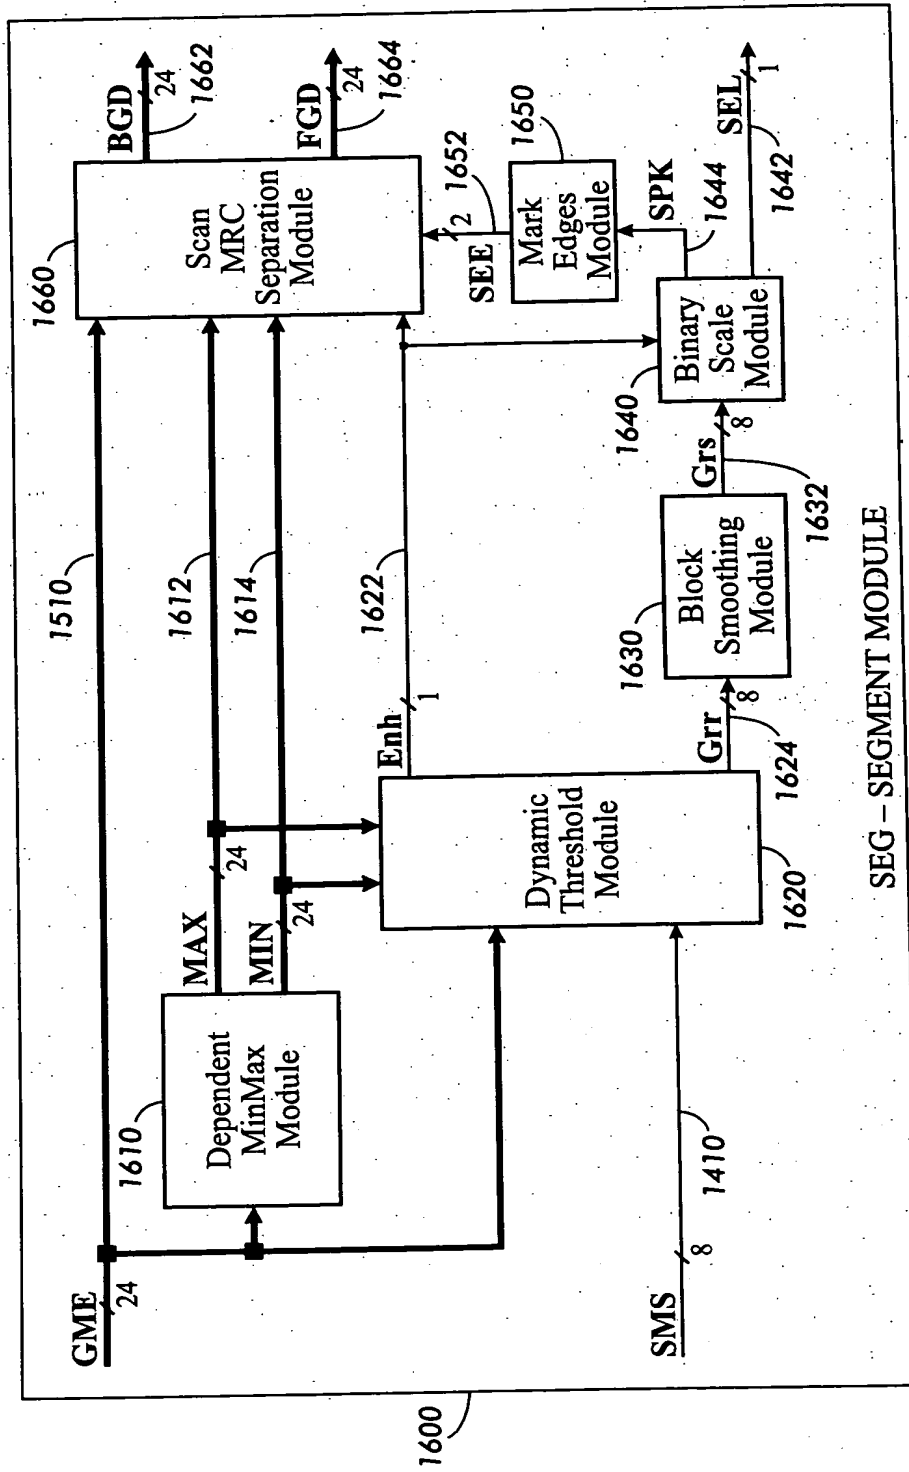 1660
Scan
MRC
Separation
Module
BGD
24
1662
FGD
24
1664
1510
1612
1614
1622
SEE
2
1652
Mark
Edges
Module
1650
SPK
1644
SEL
1
1642
GME
24
1610
Dependent
MinMax
Module
MAX
24
MIN
24
Enh
1
Dynamic
Threshold
Module
1620
Grr
8
1624
1630
Block
Smoothing
Module
Grs
8
1632
1640
Binary
Scale
Module
SMS
8
1410
1600
SEG – SEGMENT MODULE